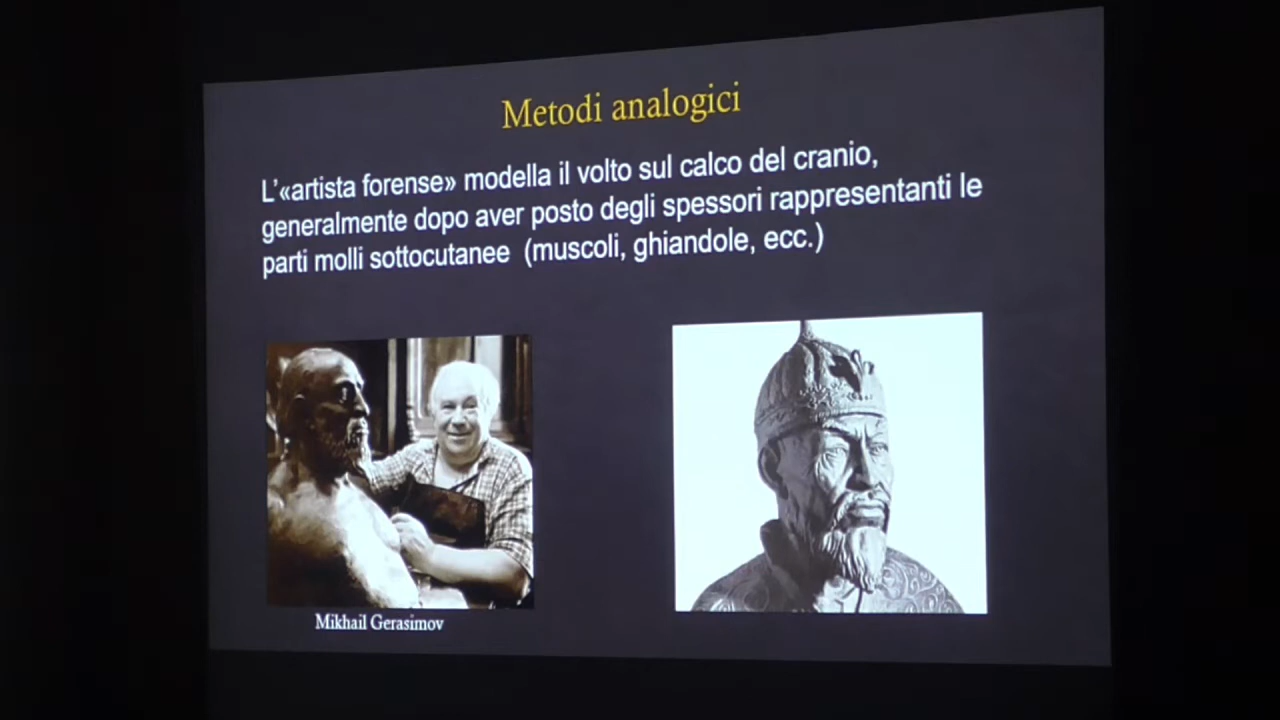 Metodi analogici
L'«artista forense» modella il volto sul calco del cranio,
generalmente dopo aver posto degli spessori rappresentanti le
parti molli sottocutanee (muscoli, ghiandole, ecc.)
Mikhail Gerasimov